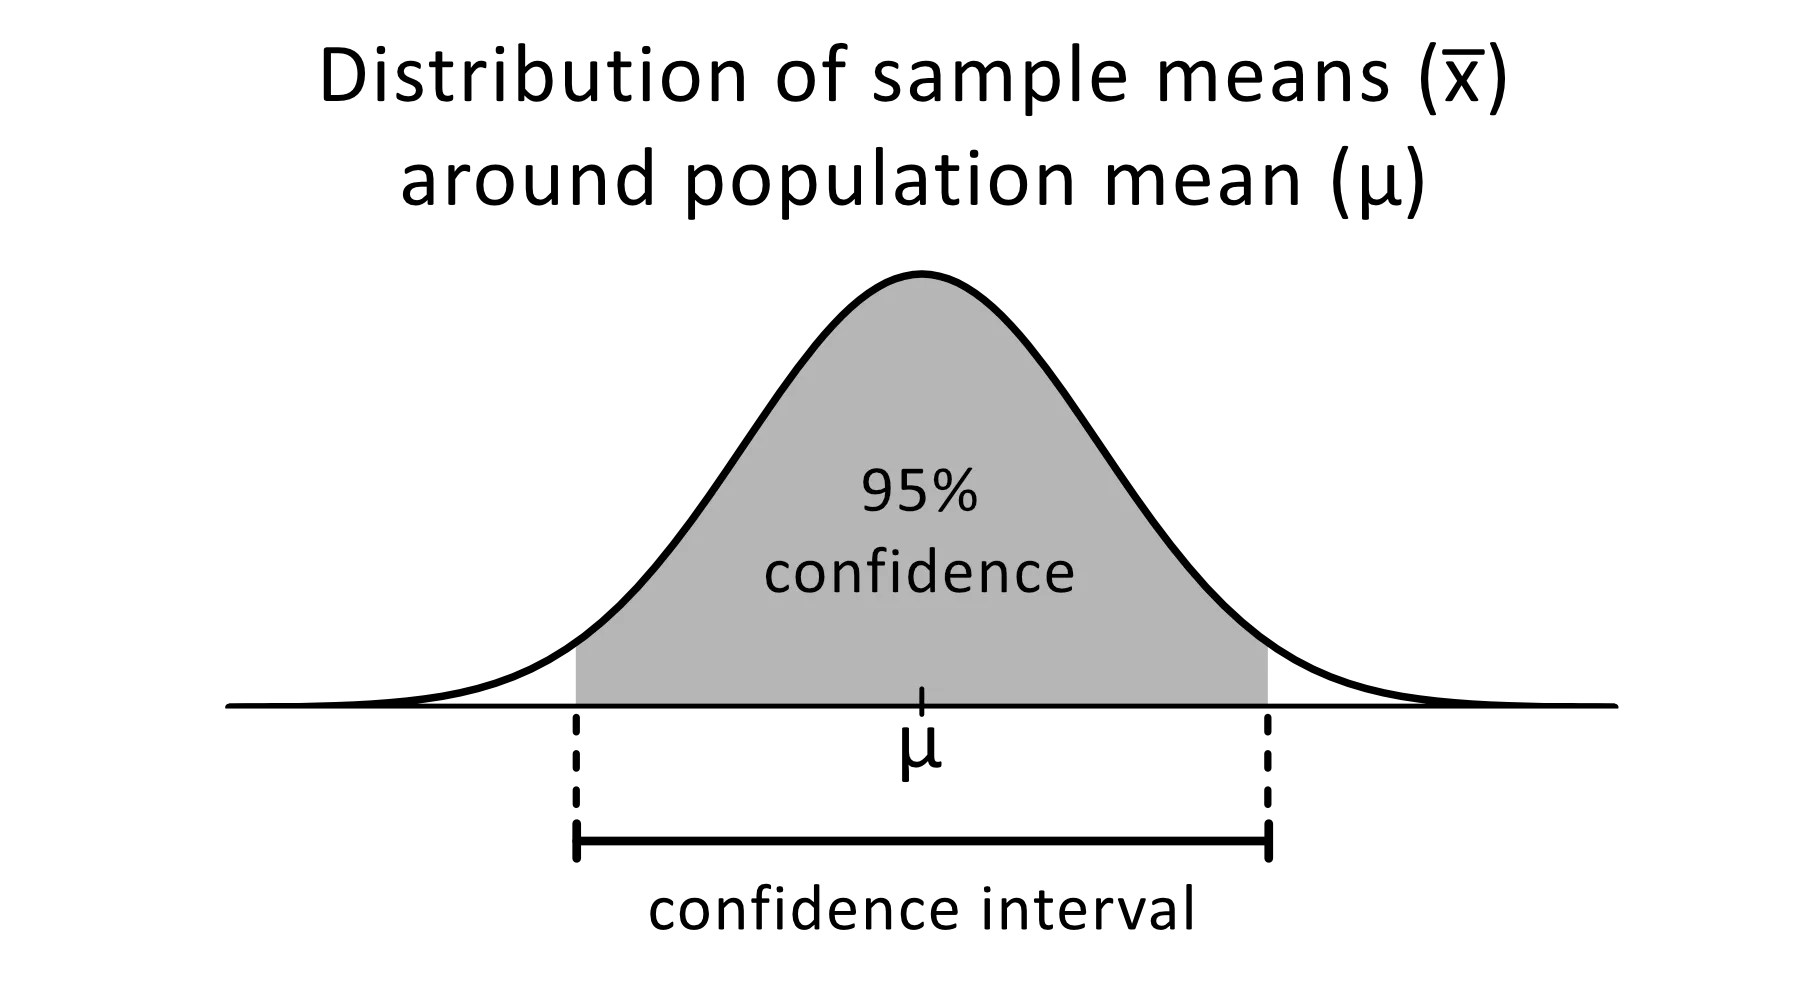 Distribution of sample means (x̅)
around population mean (μ)
95%
confidence
μ
confidence interval